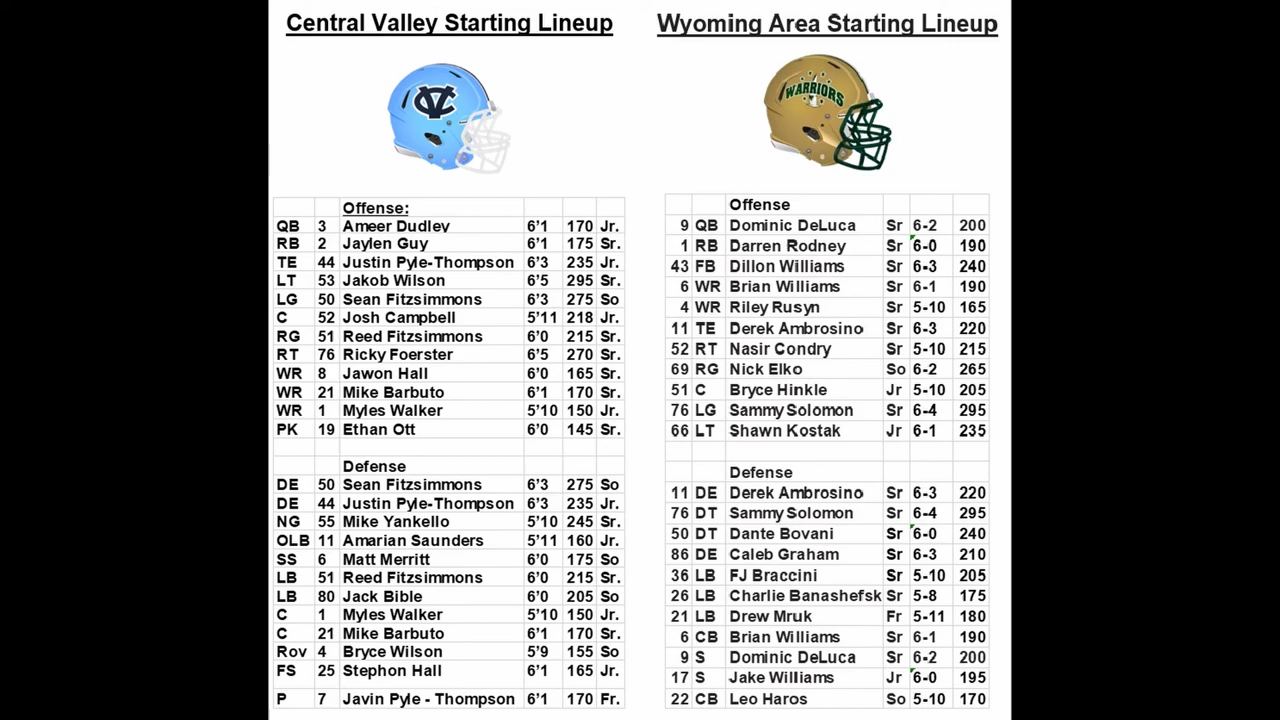 Central Valley Starting Lineup
CV
Offense:
QB 3 Ameer Dudley 6’1 170 Jr.
RB 2 Jaylen Guy 6’1 175 Sr.
TE 44 Justin Pyle-Thompson 6’3 235 Jr.
LT 53 Jakob Wilson 6’5 295 Sr.
LG 50 Sean Fitzsimmons 6’3 275 So
C 52 Josh Campbell 5’11 218 Jr.
RG 51 Reed Fitzsimmons 6’0 215 Sr.
RT 76 Ricky Foerster 6’5 270 Sr.
WR 8 Jawon Hall 6’0 165 Sr.
WR 21 Mike Barbuto 6’1 170 Sr.
WR 1 Myles Walker 5’10 150 Jr.
PK 19 Ethan Ott 6’0 145 Sr.
Defense
DE 50 Sean Fitzsimmons 6’3 275 So
DE 44 Justin Pyle-Thompson 6’3 235 Jr.
NG 55 Mike Yankello 5’10 245 Sr.
OLB 11 Amarian Saunders 5’11 160 Jr.
SS 6 Matt Merritt 6’0 175 So
LB 51 Reed Fitzsimmons 6’0 215 Sr.
LB 80 Jack Bible 6’0 205 So
C 1 Myles Walker 5’10 150 Jr.
C 21 Mike Barbuto 6’1 170 Sr.
Rov 4 Bryce Wilson 5’9 155 So
FS 25 Stephon Hall 6’1 165 Jr.
P 7 Javin Pyle - Thompson 6’1 170 Fr.
Wyoming Area Starting Lineup
WARRIORS
Offense
9 QB Dominic DeLuca Sr 6-2 200
1 RB Darren Rodney Sr 6-0 190
43 FB Dillon Williams Sr 6-3 240
6 WR Brian Williams Sr 6-1 190
4 WR Riley Rusyn Sr 5-10 165
11 TE Derek Ambrosino Sr 6-3 220
52 RT Nasir Condry Sr 5-10 215
69 RG Nick Elko So 6-2 265
51 C Bryce Hinkle Jr 5-10 205
76 LG Sammy Solomon Sr 6-4 295
66 LT Shawn Kostak Jr 6-1 235
Defense
11 DE Derek Ambrosino Sr 6-3 220
76 DT Sammy Solomon Sr 6-4 295
50 DT Dante Bovani Sr 6-0 240
86 DE Caleb Graham Sr 6-3 210
36 LB FJ Braccini Sr 5-10 205
26 LB Charlie Banashefsk Sr 5-8 175
21 LB Drew Mruk Fr 5-11 180
6 CB Brian Williams Sr 6-1 190
9 S Dominic DeLuca Sr 6-2 200
17 S Jake Williams Jr 6-0 195
22 CB Leo Haros So 5-10 170